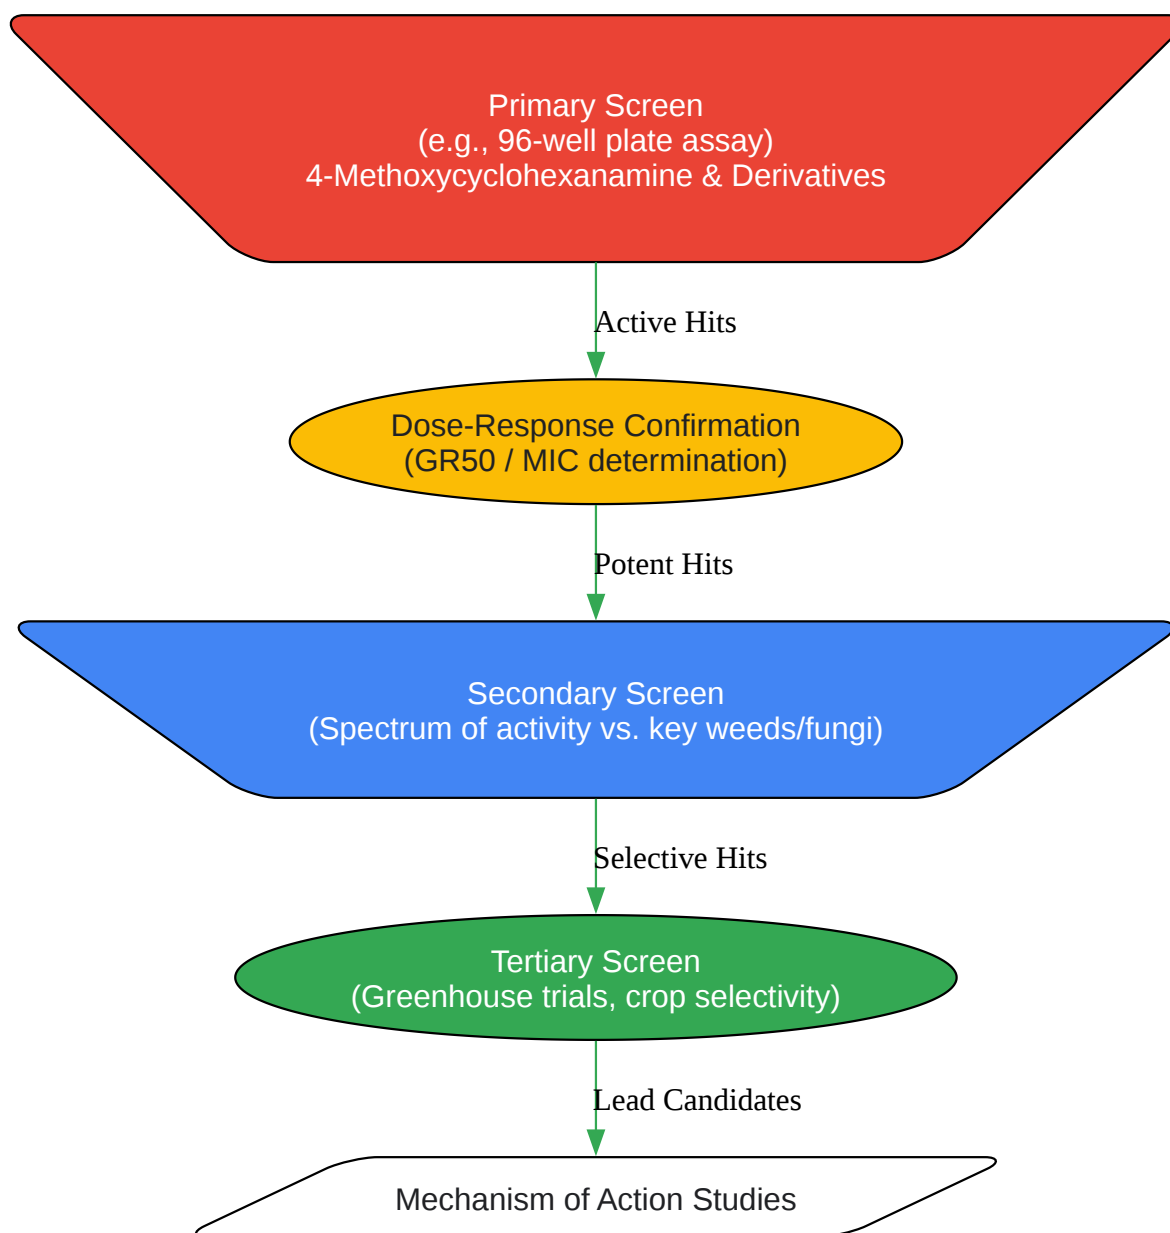 Primary Screen
(e.g., 96-well plate assay)
4-Methoxycyclohexanamine & Derivatives
Active Hits
Dose-Response Confirmation
(GR50 / MIC determination)
Potent Hits
Secondary Screen
(Spectrum of activity vs. key weeds/fungi)
Selective Hits
Tertiary Screen
(Greenhouse trials, crop selectivity)
Lead Candidates
Mechanism of Action Studies